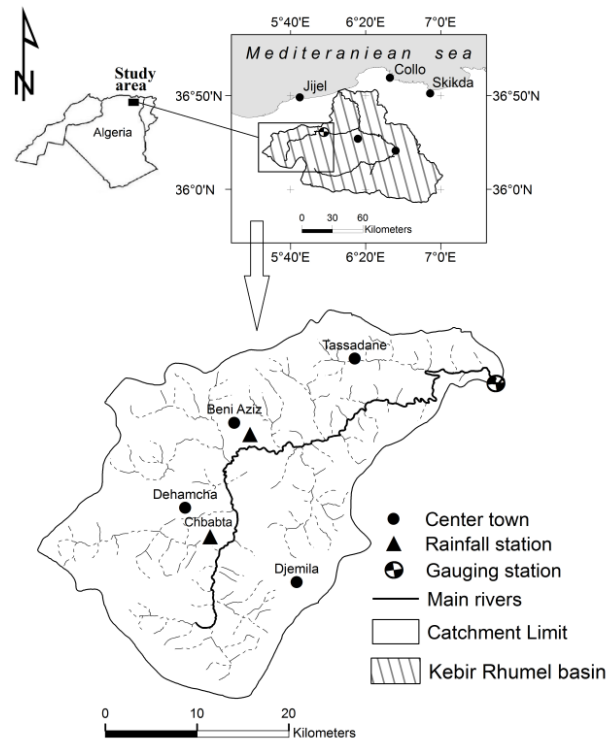 N
Study
area
Algeria
5°40'E 6°20'E 7°0'E
Mediteraniean sea
Collo
Jijel
Skikda
36°50'N 36°50'N
36°0'N 36°0'N
0 30 60
Kilometers
5°40'E 6°20'E 7°0'E
Tassadane
Beni Aziz
Dehamcha
Chbabta
Djemila
Center town
Rainfall station
Gauging station
Main rivers
Catchment Limit
Kebir Rhumel basin
0 10 20
Kilometers